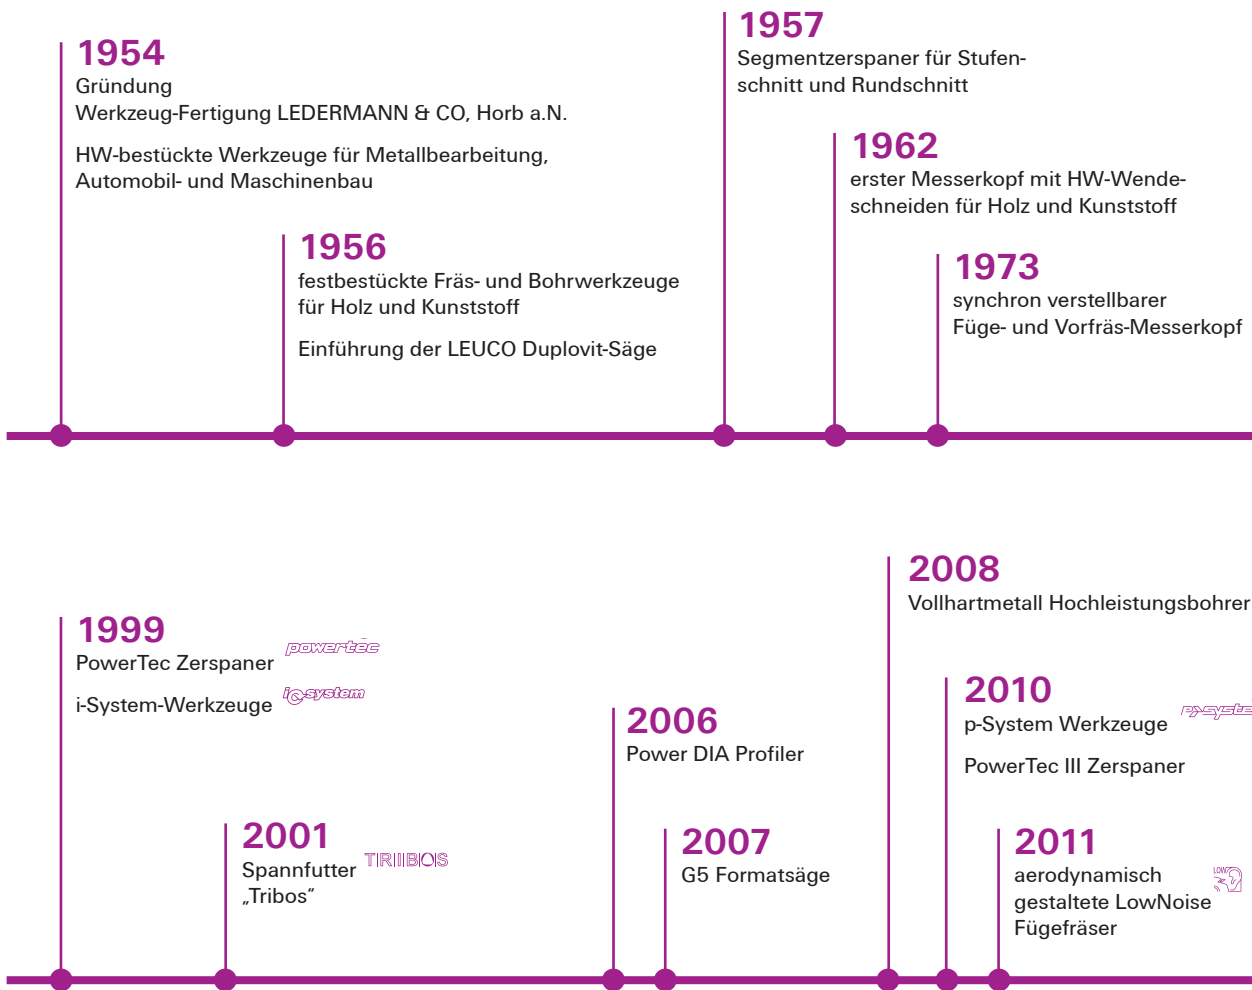 1954
Gründung
Werkzeug-Fertigung LEDERMANN & CO, Horb a.N.
HW-bestückte Werkzeuge für Metallbearbeitung,
Automobil- und Maschinenbau
1956
festbestückte Fräs- und Bohrwerkzeuge
für Holz und Kunststoff
Einführung der LEUCO Duplovit-Säge
1957
Segmentzerspaner für Stufen-
schnitt und Rundschnitt
1962
erster Messerkopf mit HW-Wende-
schneiden für Holz und Kunststoff
1973
synchron verstellbarer
Füge- und Vorfräs-Messerkopf
1999
PowerTec Zerspaner
powertec
i-System-Werkzeuge
i-system
2001
Spannfutter
„Tribos“
TRIBOS
2006
Power DIA Profiler
2007
G5 Formatsäge
2008
Vollhartmetall Hochleistungsbohrer
2010
p-System Werkzeuge
p-syste
PowerTec III Zerspaner
2011
aerodynamisch
gestaltete LowNoise
Fügefräser
LOW